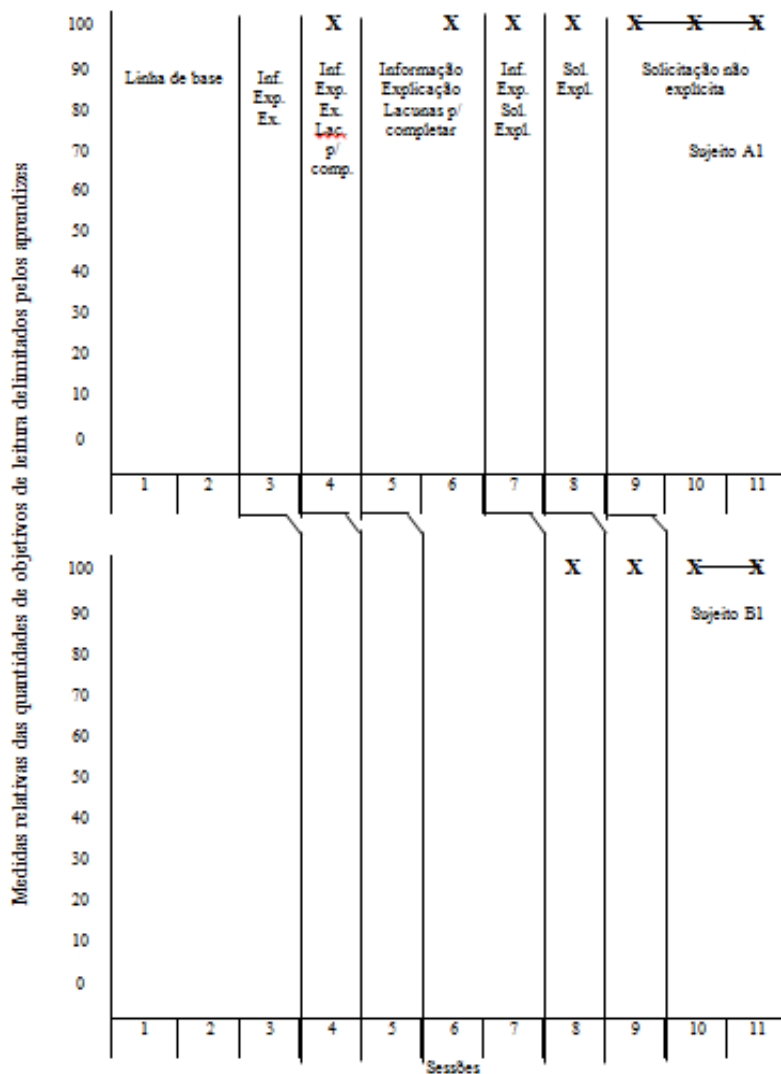 Medidas relativas das quantidades de objetivos de leitura delimitados pelos aprendizes
100
90
80
70
60
50
40
30
20
10
0
X X X X X X X
Linha de base
Inf.
Exp.
Ex.
Inf.
Exp.
Ex.
Lac.
p/
comp.
Informação
Explicação
Lacunas p/
completar
Inf.
Exp.
Sol.
Expl.
Sol.
Expl.
Solicitação não
explícita
Sujeito A1
1 2 3 4 5 6 7 8 9 10 11
100
90
80
70
60
50
40
30
20
10
0
X X X X
Sujeito B1
1 2 3 4 5 6 7 8 9 10 11
Sessões